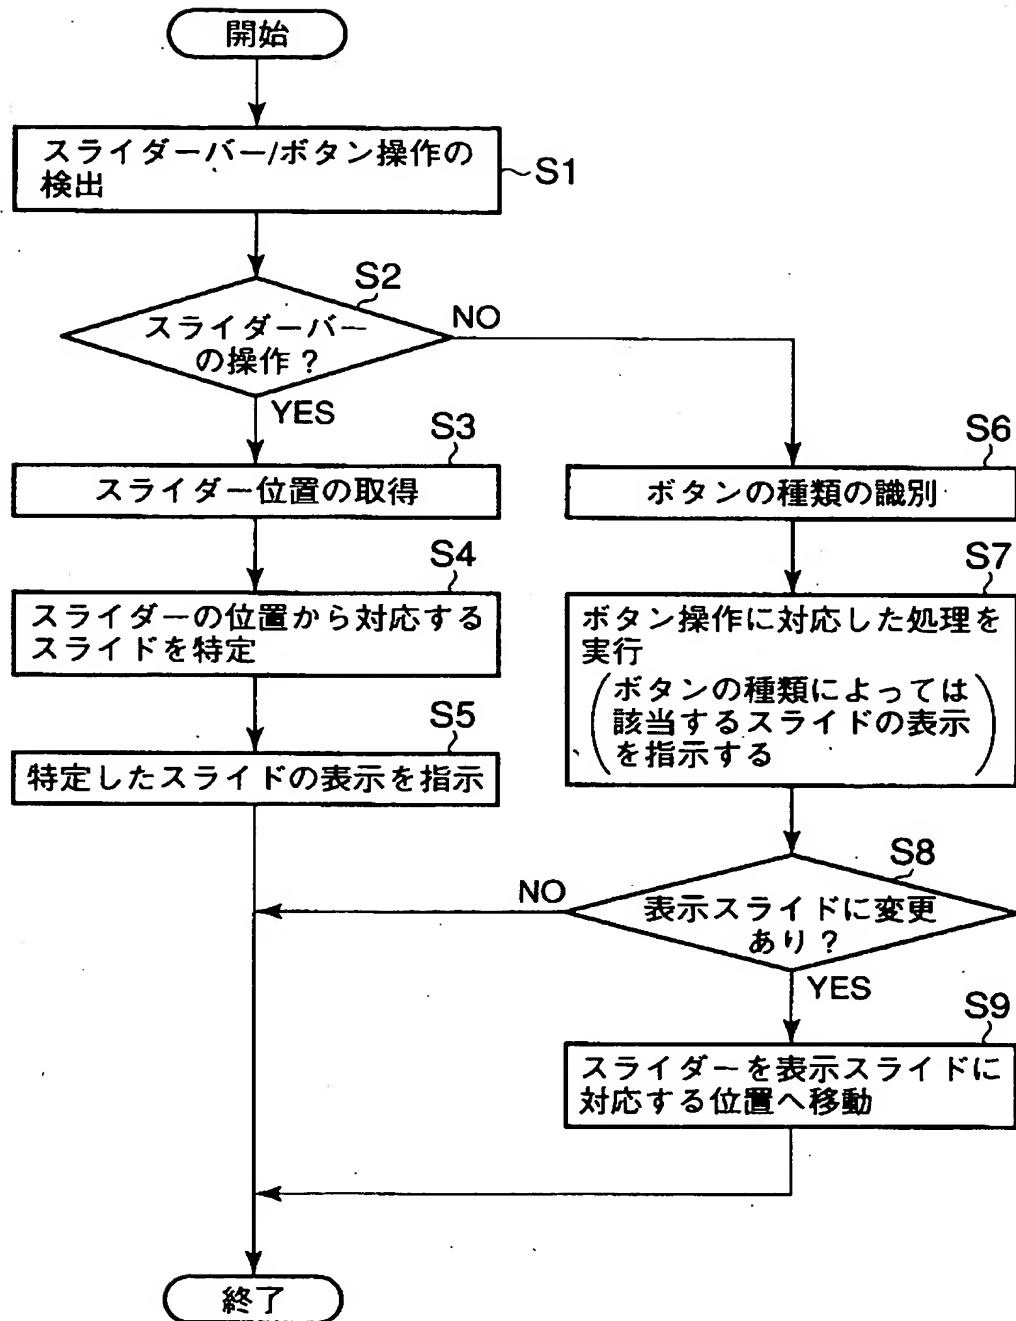 開始
スライダーバー/ボタン操作の
検出
S1
S2
スライダーバー
の操作?
NO
YES
S3
スライダー位置の取得
S4
スライダーの位置から対応する
スライドを特定
S5
特定したスライドの表示を指示
S6
ボタンの種類の識別
S7
ボタン操作に対応した処理を
実行
ボタンの種類によっては
該当するスライドの表示
を指示する
S8
表示スライドに変更
あり?
NO
YES
S9
スライダーを表示スライドに
対応する位置へ移動
終了